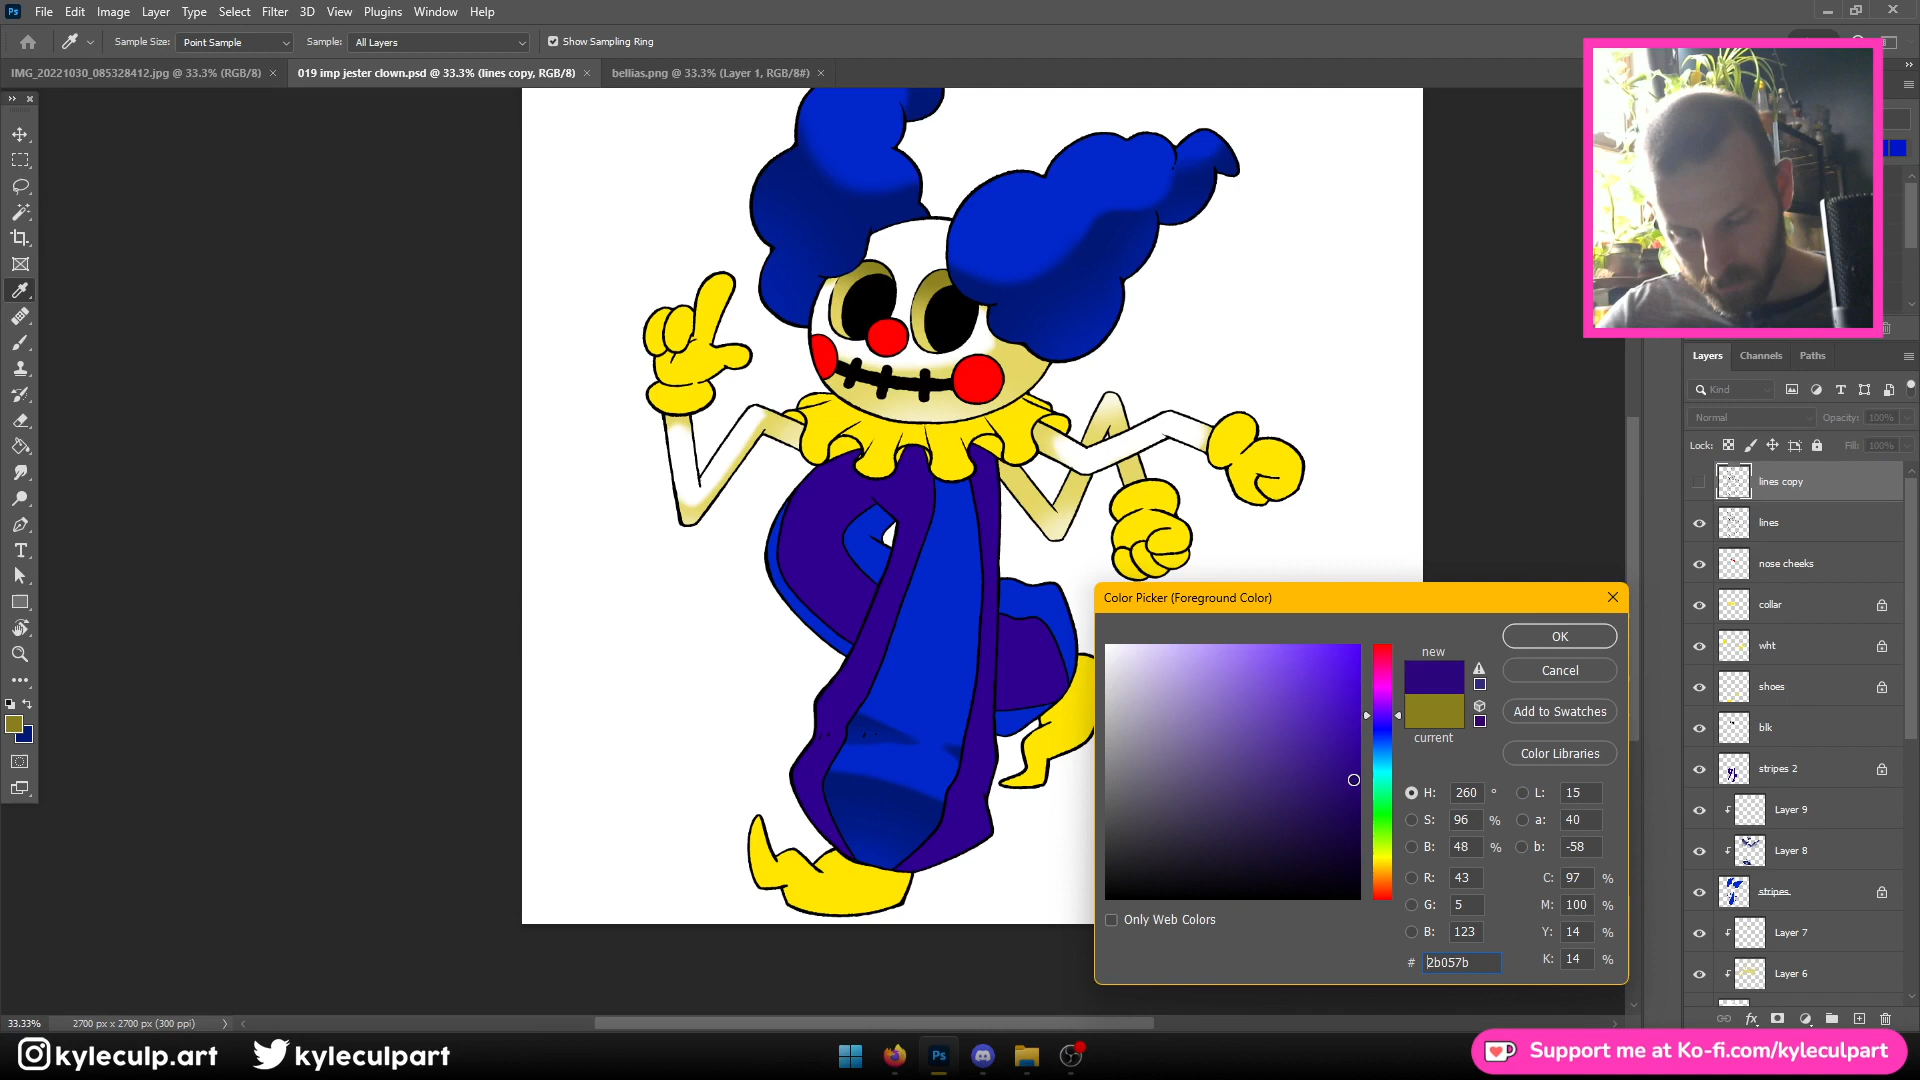 Ps File Edit Image Layer Type Select Filter 3D View Plugins Window Help
Sample Size: Point Sample Sample: All Layers Show Sampling Ring
IMG_20221030_085328412.jpg @ 33.3% (RGB/8) × 019 imp jester clown.psd @ 33.3% (lines copy, RGB/8) × bellias.png @ 33.3% (Layer 1, RGB/8#) ×
Layers Channels Paths
Kind
Normal Opacity: 100%
Lock: Fill: 100%
lines copy
lines
nose cheeks
collar
wht
shoes
blk
stripes 2
Layer 9
Layer 8
stripes
Layer 7
Layer 6
Color Picker (Foreground Color)
new
current
OK
Cancel
Add to Swatches
Color Libraries
H: 260 ° L: 15
S: 96 % a: 40
B: 48 % b: -58
R: 43 C: 97 %
G: 5 M: 100 %
B: 123 Y: 14 %
# 2b057b K: 14 %
Only Web Colors
33.33% 2700 px x 2700 px (300 ppi)
kyleculp.art kyleculpart
Ps
Support me at Ko-fi.com/kyleculpart